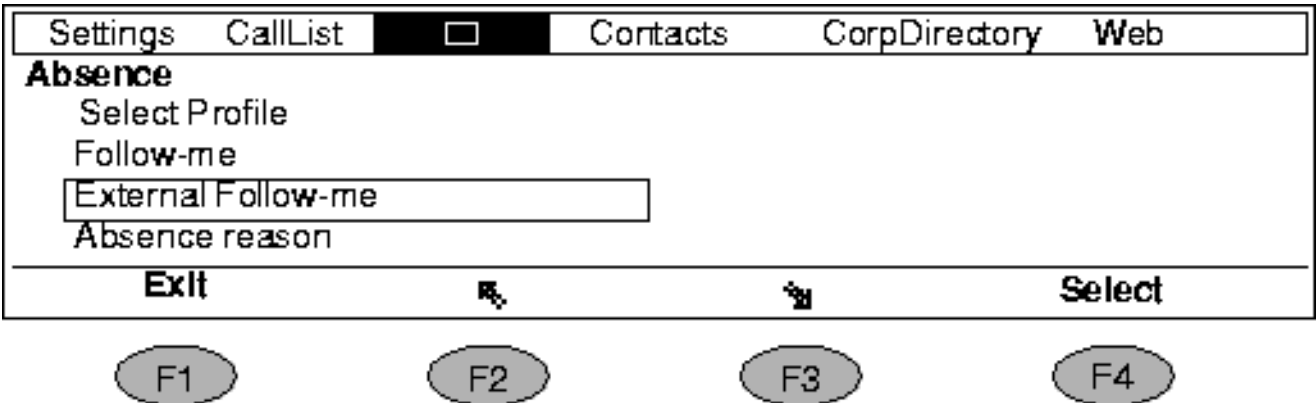 Settings CallList Contacts CorpDirectory Web
Absence
Select Profile
Follow-me
External Follow-me
Absence reason
Exit Select
F1 F2 F3 F4